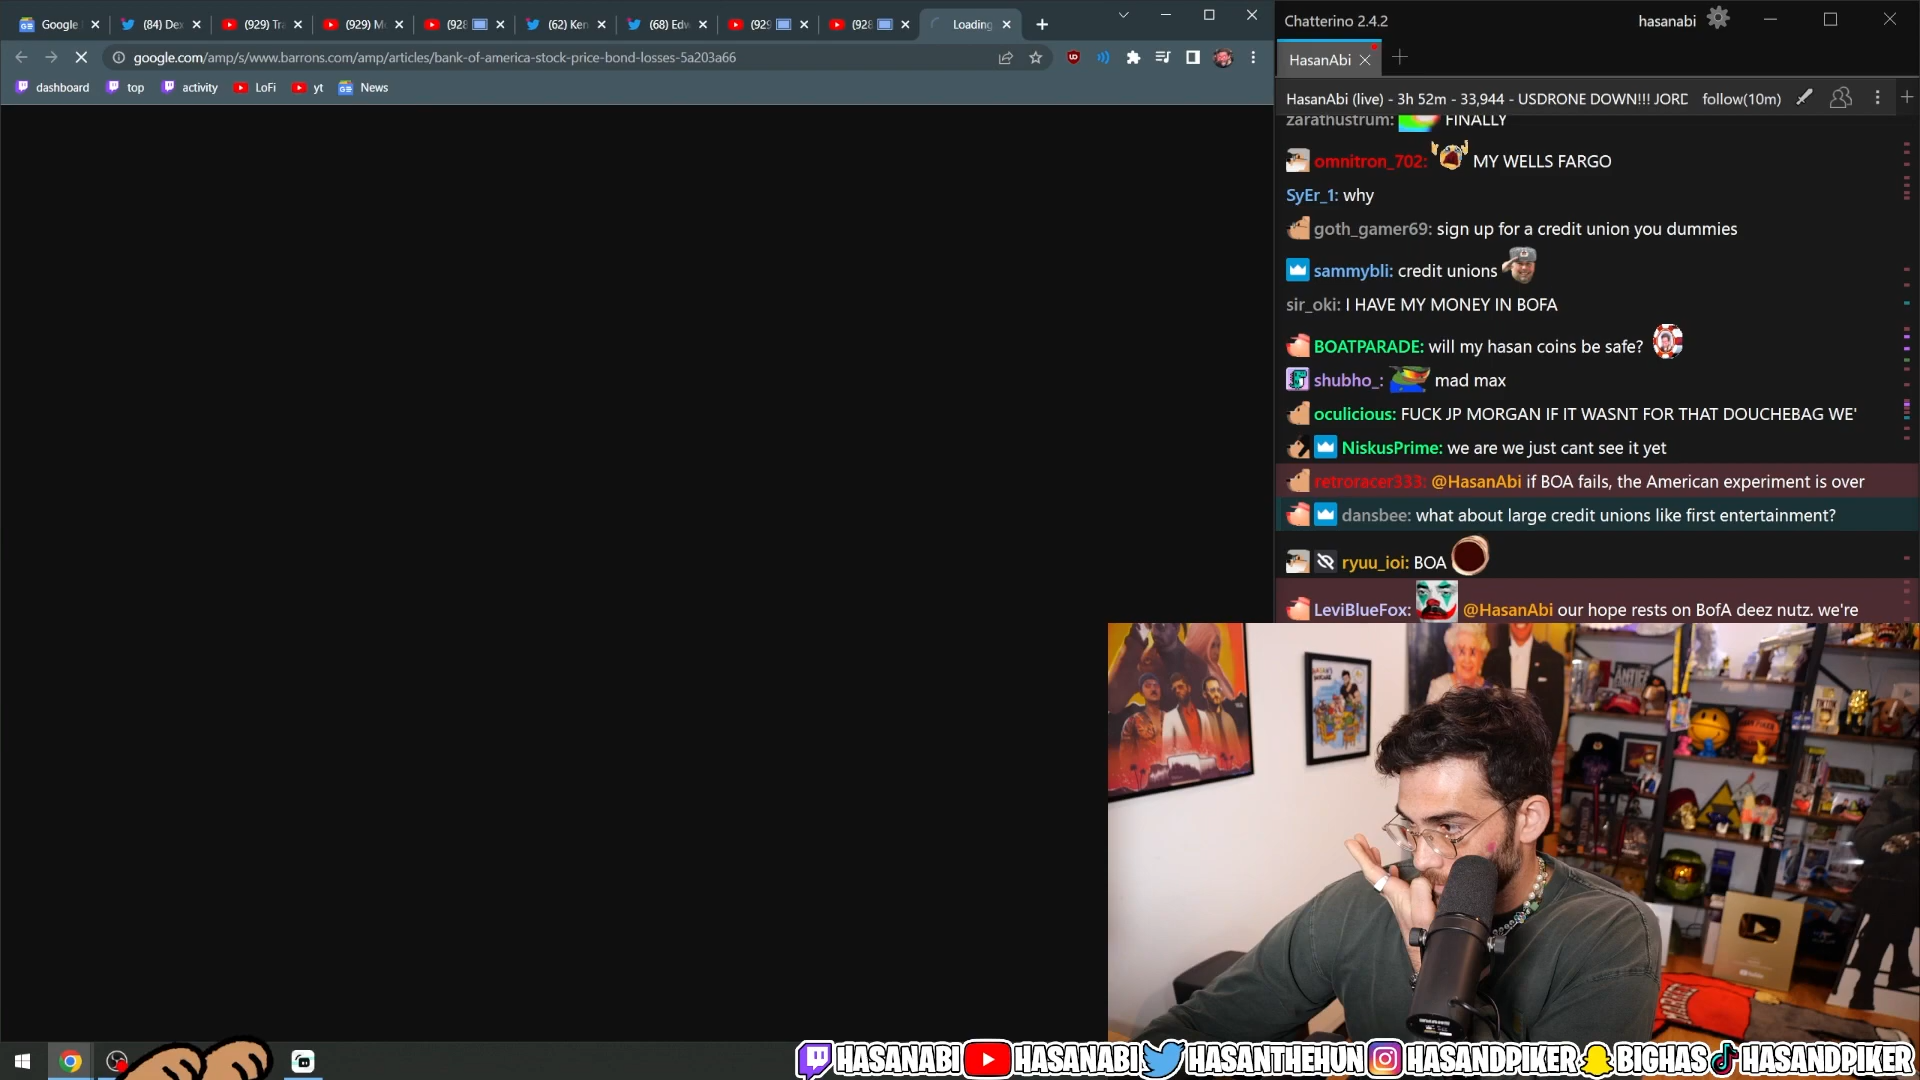 Google
(84) De
(929) Tr
(929) M
(928
(62) Ken
(68) Edw
(929
(928
Loading
google.com/amp/s/www.barrons.com/amp/articles/bank-of-america-stock-price-bond-losses-5a203a66
dashboard
top
activity
LoFi
yt
News
Chatterino 2.4.2
hasanabi
HasanAbi
HasanAbi (live) - 3h 52m - 33,944 - USDRONE DOWN!!! JORD
follow(10m)
zarathustrum: FINALLY
omnitron_702: MY WELLS FARGO
SyEr_1: why
goth_gamer69: sign up for a credit union you dummies
sammybli: credit unions
sir_oki: I HAVE MY MONEY IN BOFA
BOATPARADE: will my hasan coins be safe?
shubho_: mad max
oculicious: FUCK JP MORGAN IF IT WASNT FOR THAT DOUCHEBAG WE'
NiskusPrime: we are we just cant see it yet
retroracer333: @HasanAbi if BOA fails, the American experiment is over
dansbee: what about large credit unions like first entertainment?
ryuu_ioi: BOA
LeviBlueFox: @HasanAbi our hope rests on BofA deez nutz. we're
HASANABI HASANABI HASANTHEHUN HASANDPIKER BIGHAS HASANDPIKER